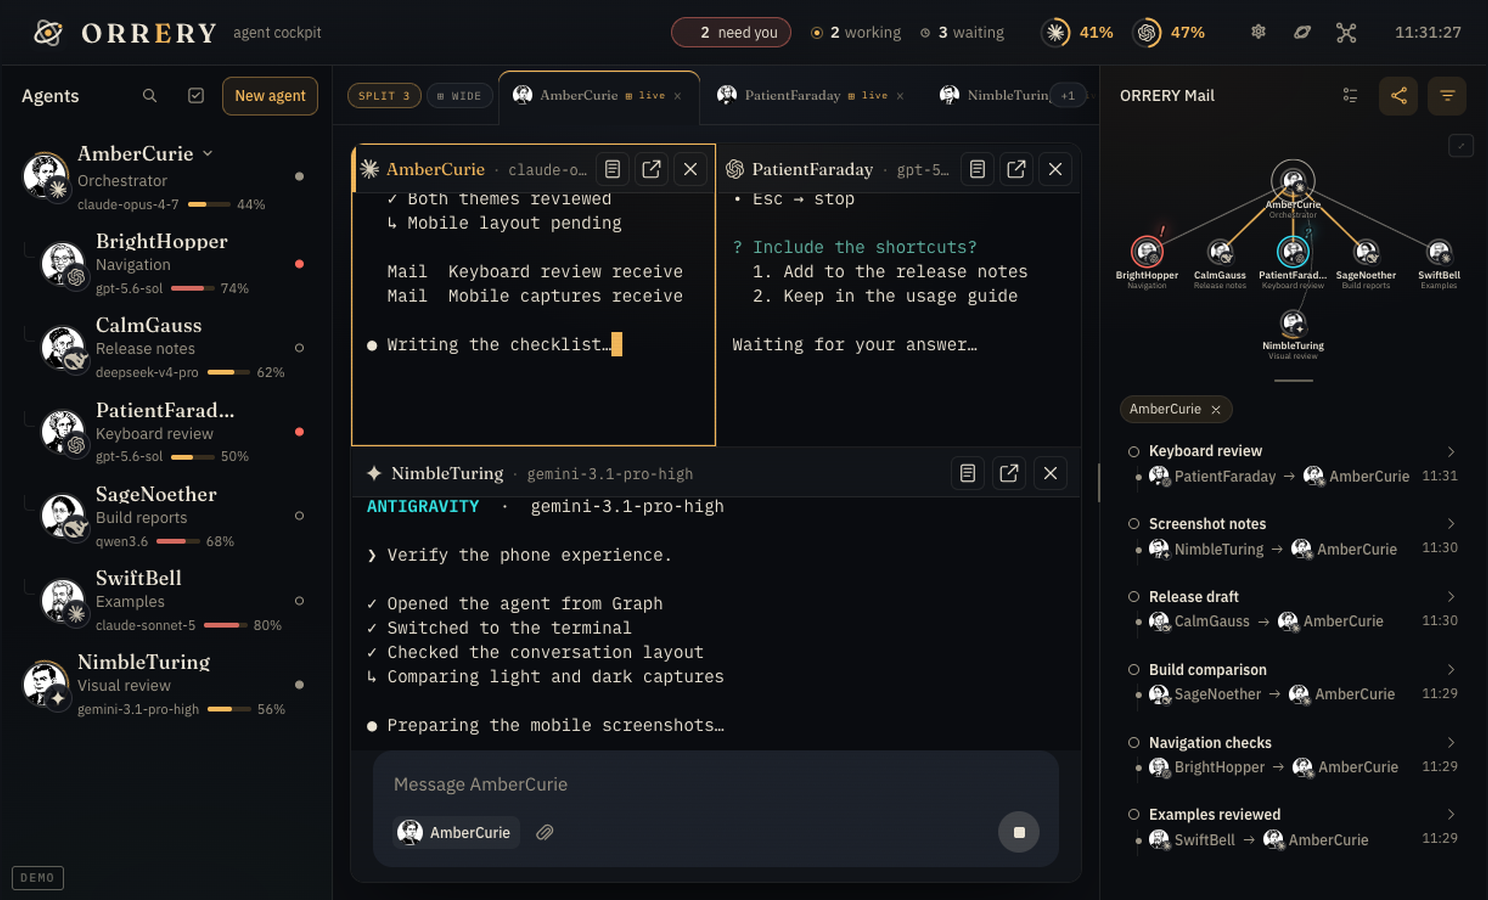 ORRERY agent cockpit
2 need you
2 working
3 waiting
41%
47%
11:31:27
Agents
New agent
AmberCurie
Orchestrator
claude-opus-4-7 44%
BrightHopper
Navigation
gpt-5.6-sol 74%
CalmGauss
Release notes
deepseek-v4-pro 62%
PatientFarad...
Keyboard review
gpt-5.6-sol 50%
SageNoether
Build reports
qwen3.6 68%
SwiftBell
Examples
claude-sonnet-5 80%
NimbleTuring
Visual review
gemini-3.1-pro-high 56%
DEMO
SPLIT 3
WIDE
AmberCurie live ×
PatientFaraday live ×
NimbleTuring
+1
AmberCurie · claude-o…
✓ Both themes reviewed
↳ Mobile layout pending
Mail Keyboard review receive
Mail Mobile captures receive
● Writing the checklist…
PatientFaraday · gpt-5…
• Esc → stop
? Include the shortcuts?
1. Add to the release notes
2. Keep in the usage guide
Waiting for your answer…
NimbleTuring · gemini-3.1-pro-high
ANTIGRAVITY · gemini-3.1-pro-high
❯ Verify the phone experience.
✓ Opened the agent from Graph
✓ Switched to the terminal
✓ Checked the conversation layout
↳ Comparing light and dark captures
● Preparing the mobile screenshots…
Message AmberCurie
AmberCurie
ORRERY Mail
AmberCurie
Orchestrator
!
?
BrightHopper
Navigation
CalmGauss
Release notes
PatientFarad...
Keyboard review
SageNoether
Build reports
SwiftBell
Examples
NimbleTuring
Visual review
AmberCurie ×
Keyboard review
PatientFaraday → AmberCurie 11:31
Screenshot notes
NimbleTuring → AmberCurie 11:30
Release draft
CalmGauss → AmberCurie 11:30
Build comparison
SageNoether → AmberCurie 11:29
Navigation checks
BrightHopper → AmberCurie 11:29
Examples reviewed
SwiftBell → AmberCurie 11:29